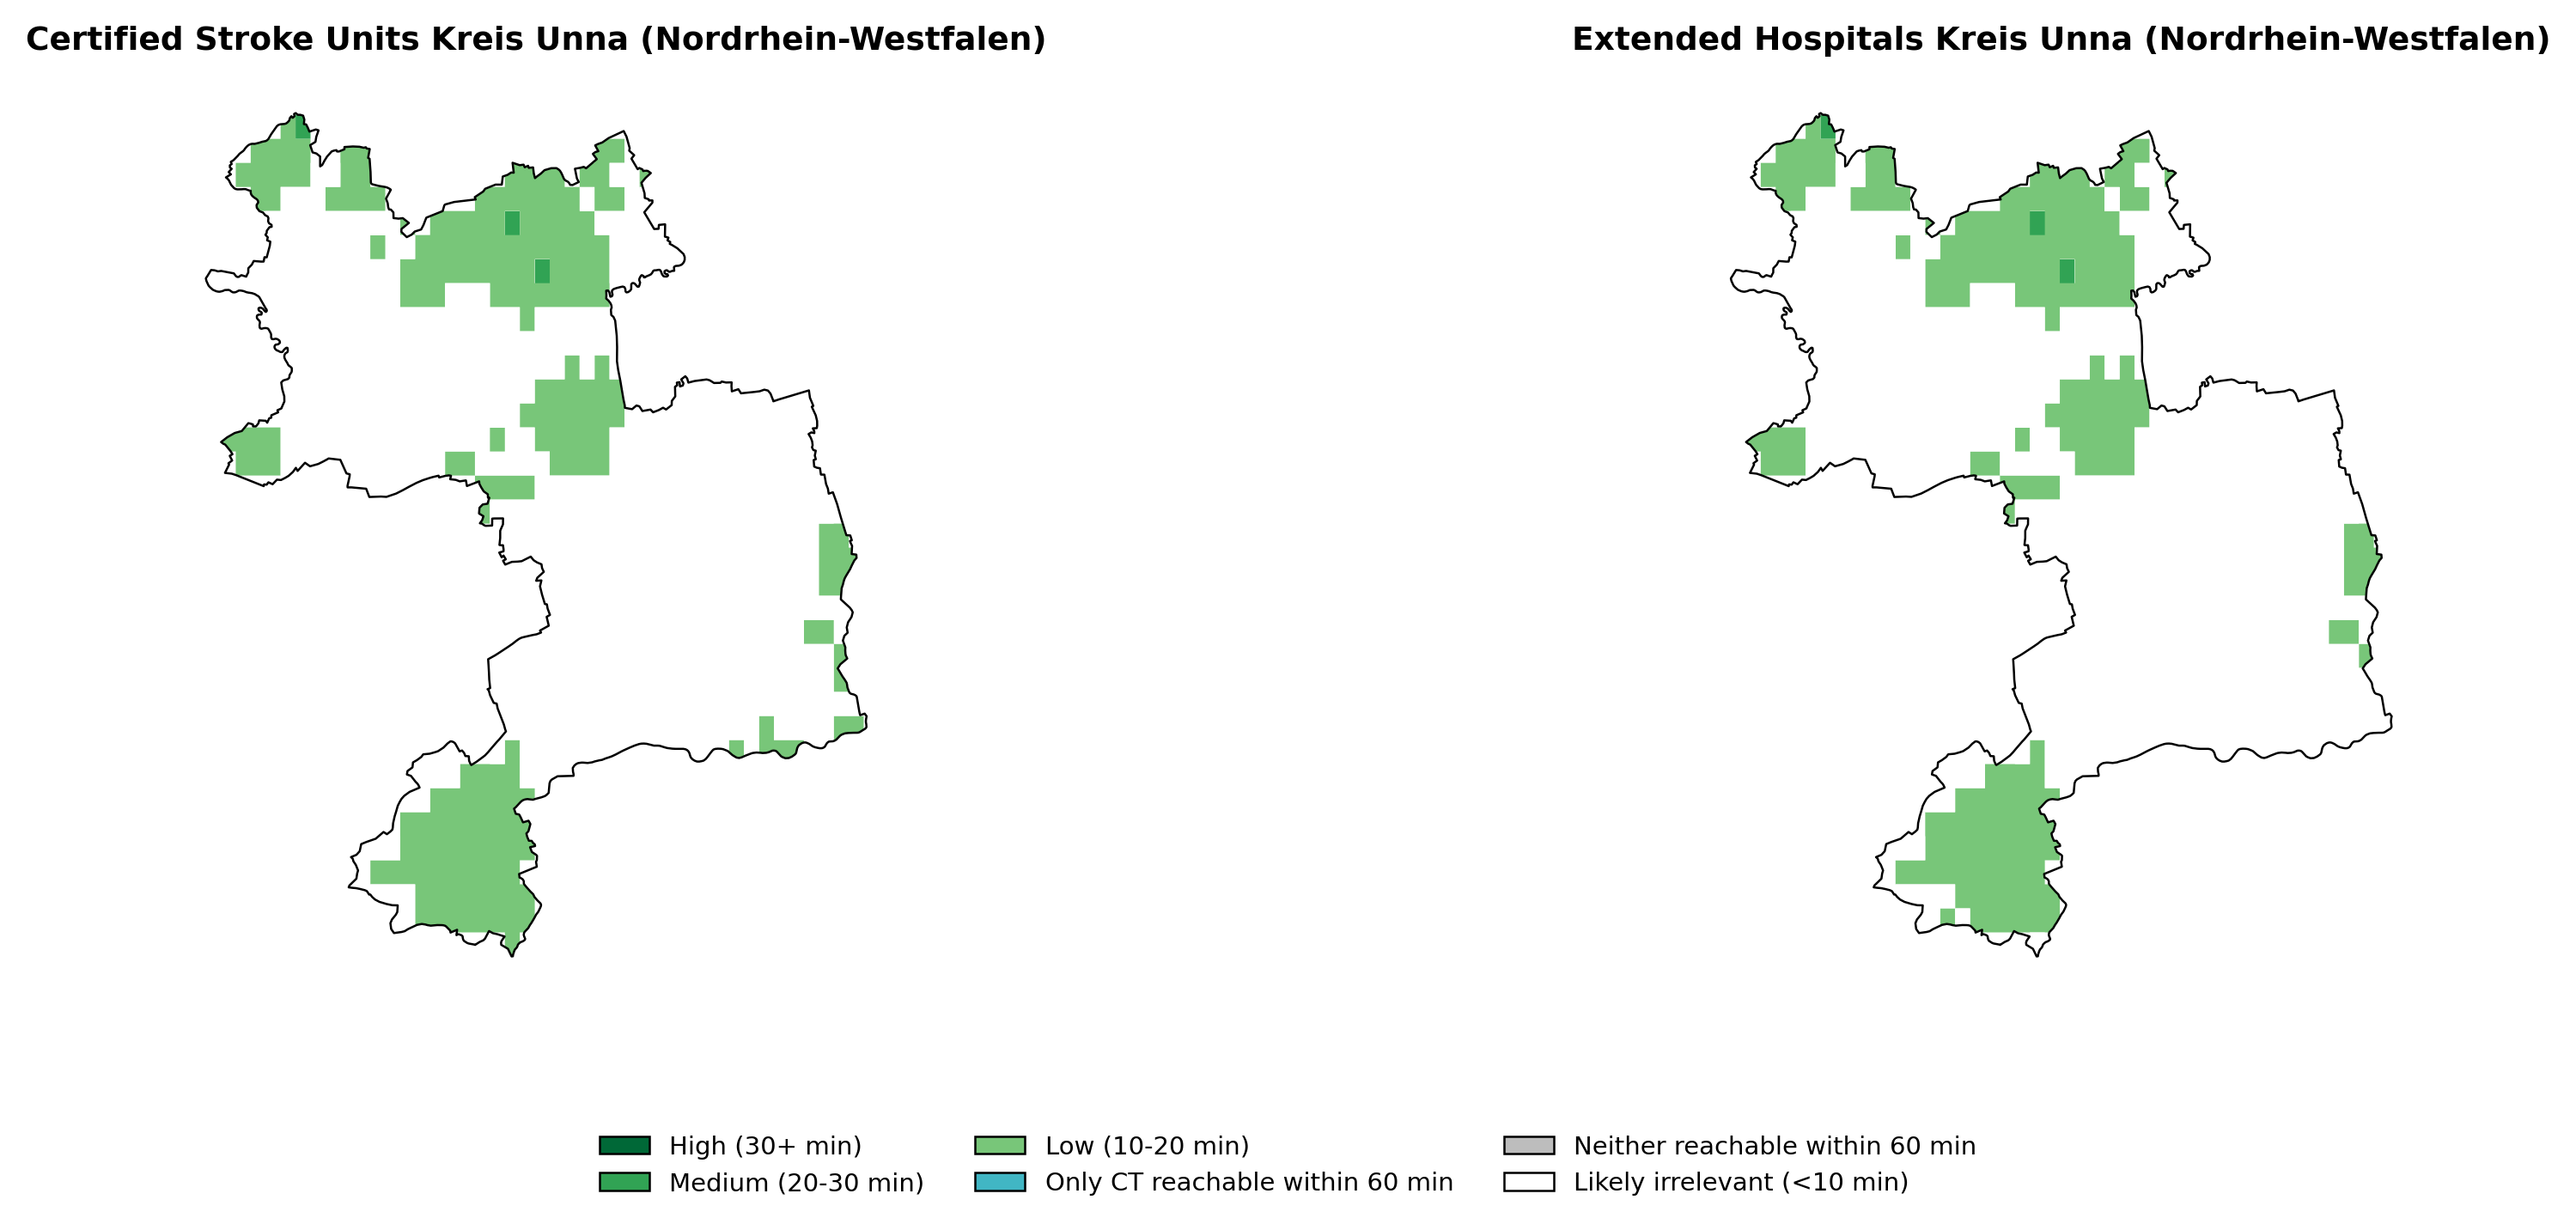 Certified Stroke Units Kreis Unna (Nordrhein-Westfalen)
Extended Hospitals Kreis Unna (Nordrhein-Westfalen)
High (30+ min)
Medium (20-30 min)
Low (10-20 min)
Only CT reachable within 60 min
Neither reachable within 60 min
Likely irrelevant (<10 min)